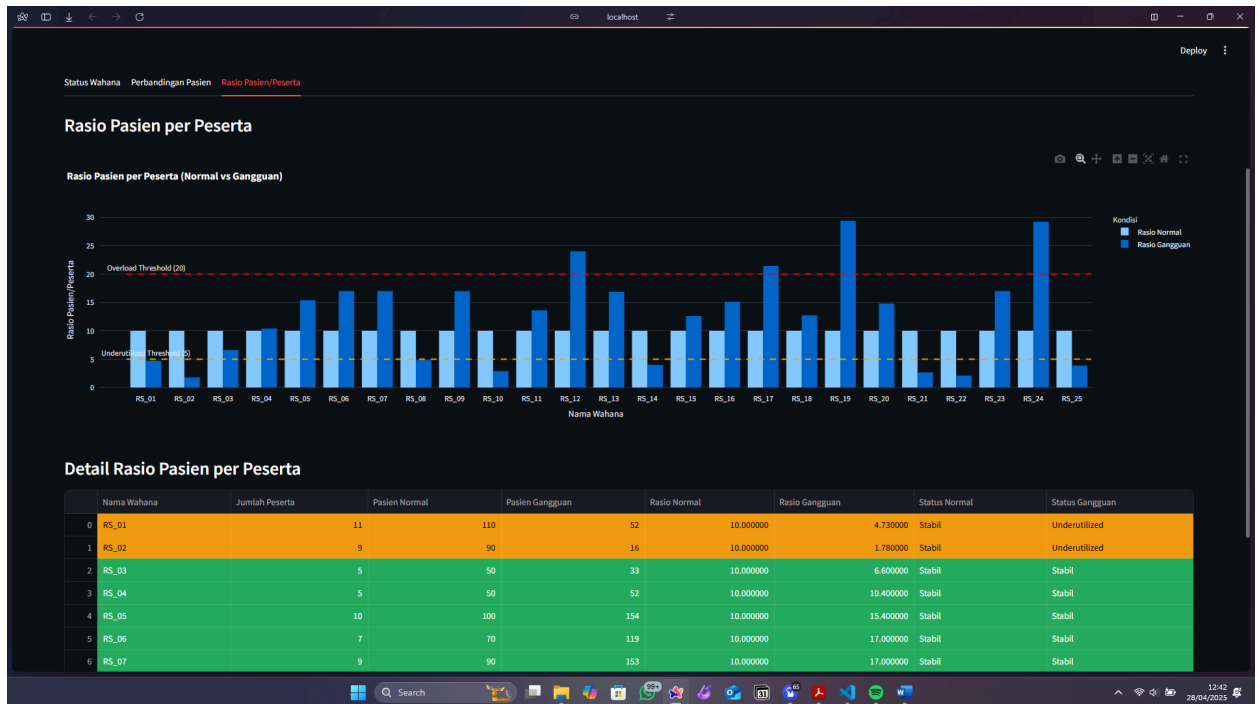 localhost
Deploy
Status Wahana Perbandingan Pasien Rasio Pasien/Peserta
Rasio Pasien per Peserta
Rasio Pasien per Peserta (Normal vs Gangguan)
Kondisi
Rasio Normal
Rasio Gangguan
30
25
20
15
10
5
0
Rasio Pasien/Peserta
Overload Threshold (20)
Underutilized Threshold (5)
RS_01 RS_02 RS_03 RS_04 RS_05 RS_06 RS_07 RS_08 RS_09 RS_10 RS_11 RS_12 RS_13 RS_14 RS_15 RS_16 RS_17 RS_18 RS_19 RS_20 RS_21 RS_22 RS_23 RS_24 RS_25
Nama Wahana
Detail Rasio Pasien per Peserta
Nama Wahana Jumlah Peserta Pasien Normal Pasien Gangguan Rasio Normal Rasio Gangguan Status Normal Status Gangguan
0 RS_01 11 110 52 10.000000 4.730000 Stabil Underutilized
1 RS_02 9 90 16 10.000000 1.780000 Stabil Underutilized
2 RS_03 5 50 33 10.000000 6.600000 Stabil Stabil
3 RS_04 5 50 52 10.000000 10.400000 Stabil Stabil
4 RS_05 10 100 154 10.000000 15.400000 Stabil Stabil
5 RS_06 7 70 119 10.000000 17.000000 Stabil Stabil
6 RS_07 9 90 153 10.000000 17.000000 Stabil Stabil
Search
99+
65
12:42
28/04/2025